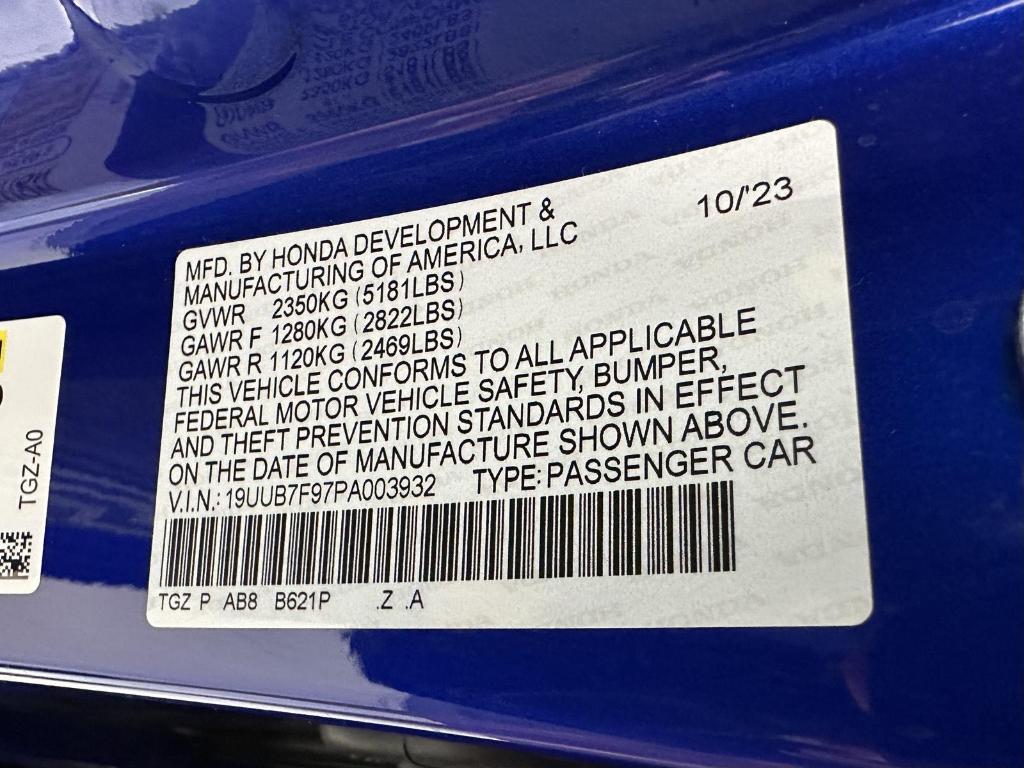 10/'23
MFD. BY HONDA DEVELOPMENT &
MANUFACTURING OF AMERICA, LLC
GVWR 2350KG (5181LBS)
GAWR F 1280KG (2822LBS)
GAWR R 1120KG (2469LBS)
THIS VEHICLE CONFORMS TO ALL APPLICABLE
FEDERAL MOTOR VEHICLE SAFETY, BUMPER,
AND THEFT PREVENTION STANDARDS IN EFFECT
ON THE DATE OF MANUFACTURE SHOWN ABOVE.
V.I.N.: 19UUB7F97PA003932 TYPE: PASSENGER CAR
TGZ P AB8 B621P .Z .A
TGZ-A0